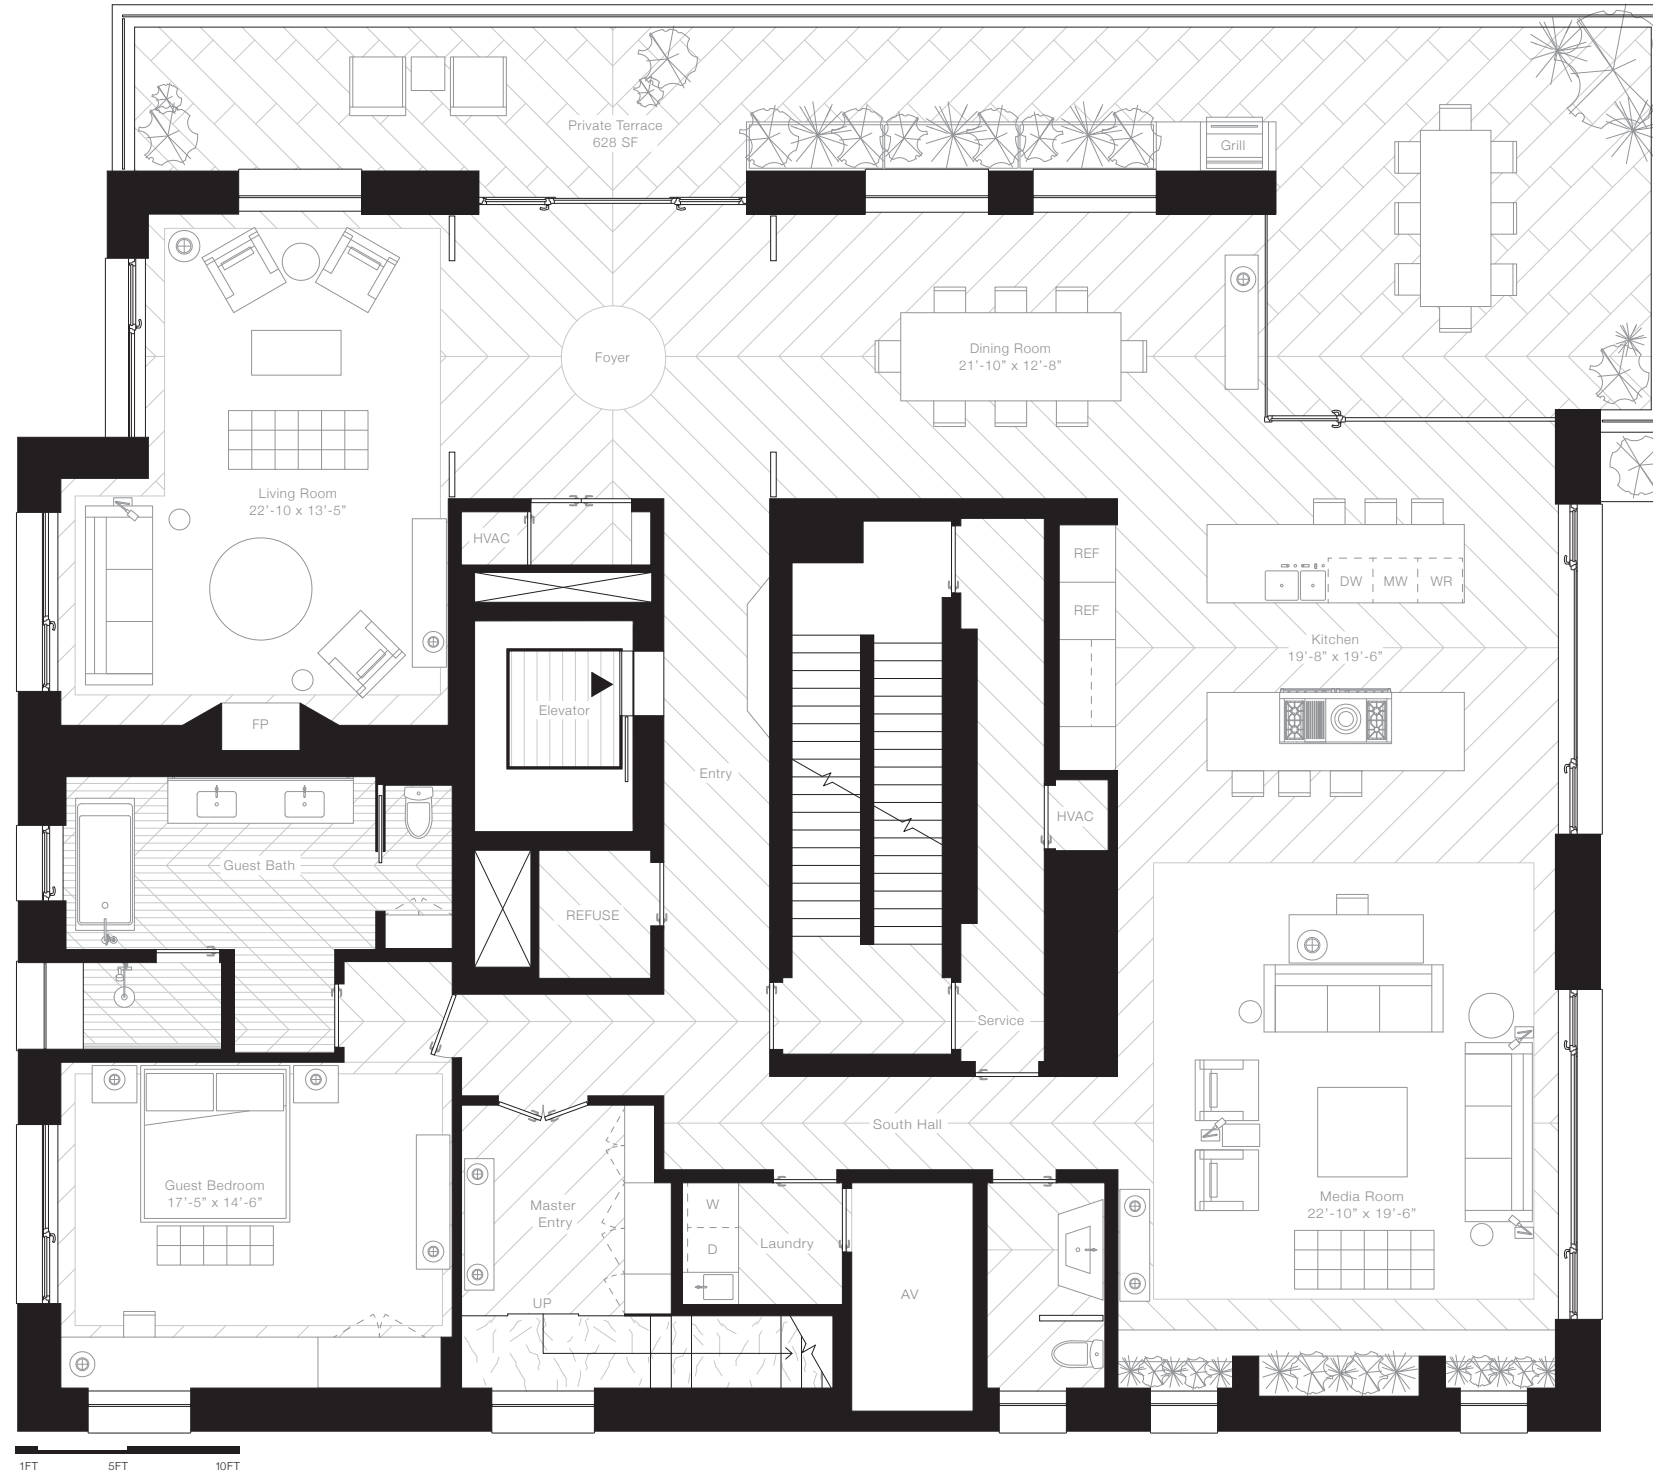 Private Terrace
628 SF
Grill
Foyer
Dining Room
21'-10” x 12'-8”
Living Room
22'-10 x 13'-5”
HVAC
REF
REF
DW
MW
WR
Kitchen
19'-8” x 19'-6”
Elevator
FP
Entry
HVAC
Guest Bath
REFUSE
Service
South Hall
Guest Bedroom
17'-5” x 14'-6”
Master
Entry
W
D
Laundry
Media Room
22'-10” x 19'-6”
AV
UP
1FT
5FT
10FT